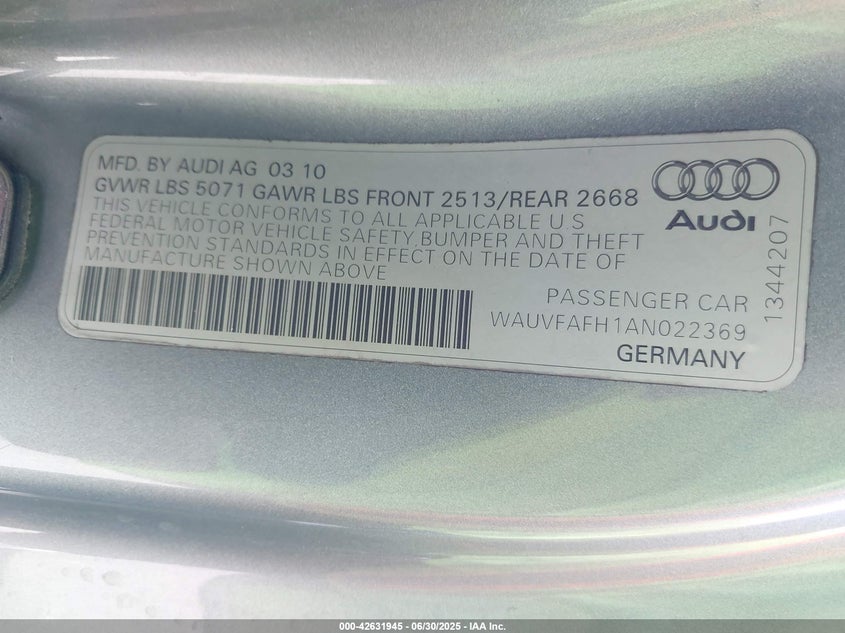 MFD. BY AUDI AG 03 10
GVWR LBS 5071 GAWR LBS FRONT 2513/REAR 2668
THIS VEHICLE CONFORMS TO ALL APPLICABLE U S
FEDERAL MOTOR VEHICLE SAFETY,BUMPER AND THEFT
PREVENTION STANDARDS IN EFFECT ON THE DATE OF
MANUFACTURE SHOWN ABOVE
Audi
1344207
PASSENGER CAR
WAUVFAFH1AN022369
GERMANY
000-42631945 - 06/30/2025 - IAA Inc.